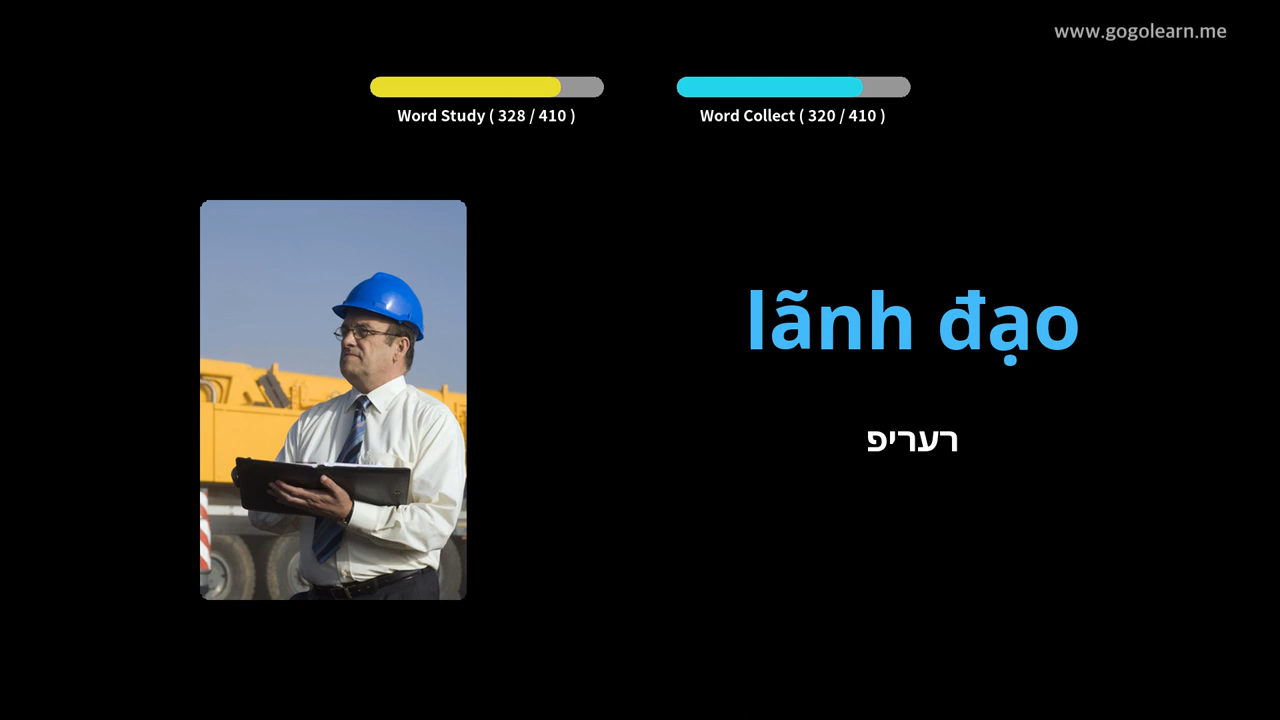 www.gogolearn.me
Word Study ( 328 / 410 )
Word Collect ( 320 / 410 )
lãnh đạo
רעריפ